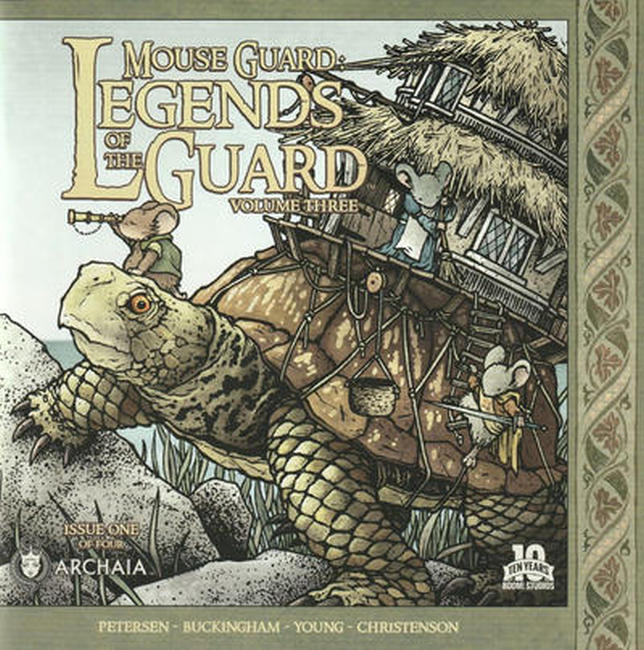 MOUSE GUARD:
LEGENDS
OF
THE
GUARD
VOLUME THREE
ISSUE ONE
OF FOUR
ARCHAIA
10
TEN YEARS
BOOM! STUDIOS
PETERSEN - BUCKINGHAM - YOUNG - CHRISTENSON